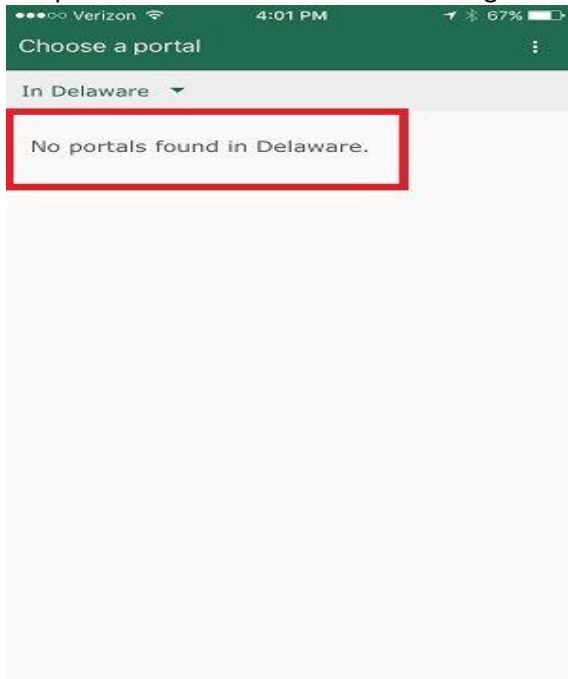 Verizon 4:01 PM 67%
Choose a portal
In Delaware
No portals found in Delaware.